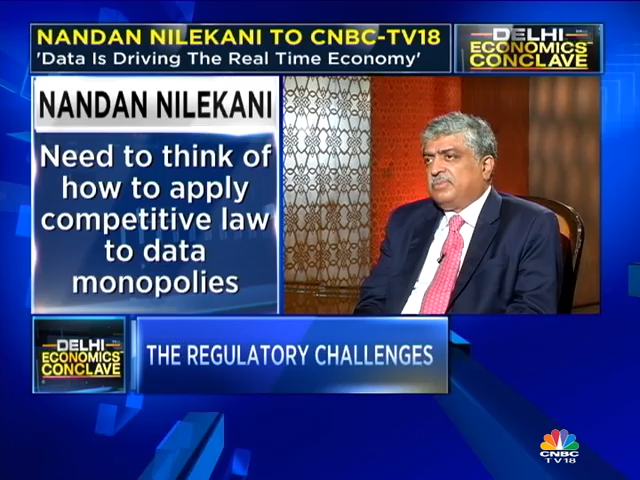 NANDAN NILEKANI TO CNBC-TV18
'Data Is Driving The Real Time Economy'
DELHI
ECONOMICS
CONCLAVE
NANDAN NILEKANI
Need to think of
how to apply
competitive law
to data
monopolies
DELHI
ECONOMICS
CONCLAVE
THE REGULATORY CHALLENGES
CNBC
TV18